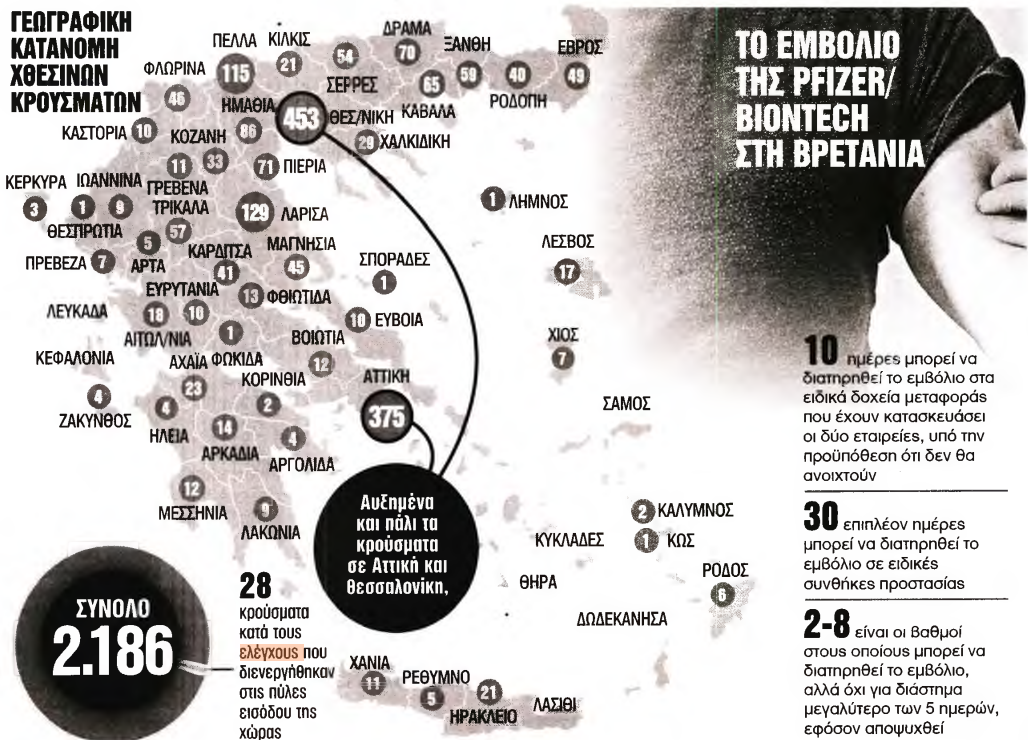 ΓΕΩΓΡΑΦΙΚΗ
ΚΑΤΑΝΟΜΗ
ΧΘΕΣΙΝΩΝ
ΚΡΟΥΣΜΑΤΩΝ
ΠΕΛΛΑ
115
ΚΙΛΚΙΣ
21
ΣΕΡΡΕΣ
54
ΔΡΑΜΑ
70
ΚΑΒΑΛΑ
65
ΞΑΝΘΗ
59
ΡΟΔΟΠΗ
40
ΕΒΡΟΣ
49
ΦΛΩΡΙΝΑ
46
ΗΜΑΘΙΑ
86
453
ΘΕΣ/ΝΙΚΗ
29
ΧΑΛΚΙΔΙΚΗ
ΚΑΣΤΟΡΙΑ
10
ΚΟΖΑΝΗ
33
11
ΓΡΕΒΕΝΑ
71
ΠΙΕΡΙΑ
ΚΕΡΚΥΡΑ
3
ΙΩΑΝΝΙΝΑ
9
1
ΘΕΣΠΡΩΤΙΑ
ΤΡΙΚΑΛΑ
57
129
ΛΑΡΙΣΑ
1
ΛΗΜΝΟΣ
ΠΡΕΒΕΖΑ
7
5
ΑΡΤΑ
ΚΑΡΔΙΤΣΑ
41
ΜΑΓΝΗΣΙΑ
45
ΣΠΟΡΑΔΕΣ
1
ΛΕΣΒΟΣ
17
ΕΥΡΥΤΑΝΙΑ
10
13
ΦΘΙΩΤΙΔΑ
ΛΕΥΚΑΔΑ
18
ΑΙΤΩΛ/ΝΙΑ
10
ΕΥΒΟΙΑ
1
ΦΩΚΙΔΑ
ΒΟΙΩΤΙΑ
12
ΧΙΟΣ
7
ΚΕΦΑΛΟΝΙΑ
ΑΧΑΪΑ
23
ΚΟΡΙΝΘΙΑ
2
ΑΤΤΙΚΗ
375
4
ΖΑΚΥΝΘΟΣ
4
ΗΛΕΙΑ
14
ΑΡΚΑΔΙΑ
4
ΑΡΓΟΛΙΔΑ
ΣΑΜΟΣ
12
ΜΕΣΣΗΝΙΑ
9
ΛΑΚΩΝΙΑ
Αυξημένα
και πάλι τα
κρούσματα
σε Αττική και
Θεσσαλονίκη,
2
ΚΑΛΥΜΝΟΣ
ΚΥΚΛΑΔΕΣ
1
ΚΩΣ
ΘΗΡΑ
ΡΟΔΟΣ
6
ΔΩΔΕΚΑΝΗΣΑ
ΧΑΝΙΑ
11
ΡΕΘΥΜΝΟ
5
21
ΗΡΑΚΛΕΙΟ
ΛΑΣΙΘΙ
ΣΥΝΟΛΟ
2.186
28
κρούσματα
κατά τους
ελέγχους που
διενεργήθηκαν
στις πύλες
εισόδου της
χώρας
ΤΟ ΕΜΒΟΛΙΟ
ΤΗΣ PFIZER/
BIONTECH
ΣΤΗ ΒΡΕΤΑΝΙΑ
10 ημέρες μπορεί να
διατηρηθεί το εμβόλιο στα
ειδικά δοχεία μεταφοράς
που έχουν κατασκευάσει
οι δύο εταιρείες, υπό την
προϋπόθεση ότι δεν θα
ανοιχτούν
30 επιπλέον ημέρες
μπορεί να διατηρηθεί το
εμβόλιο σε ειδικές
συνθήκες προστασίας
2-8 είναι οι βαθμοί
στους οποίους μπορεί να
διατηρηθεί το εμβόλιο,
αλλά όχι για διάστημα
μεγαλύτερο των 5 ημερών,
εφόσον αποψυχθεί